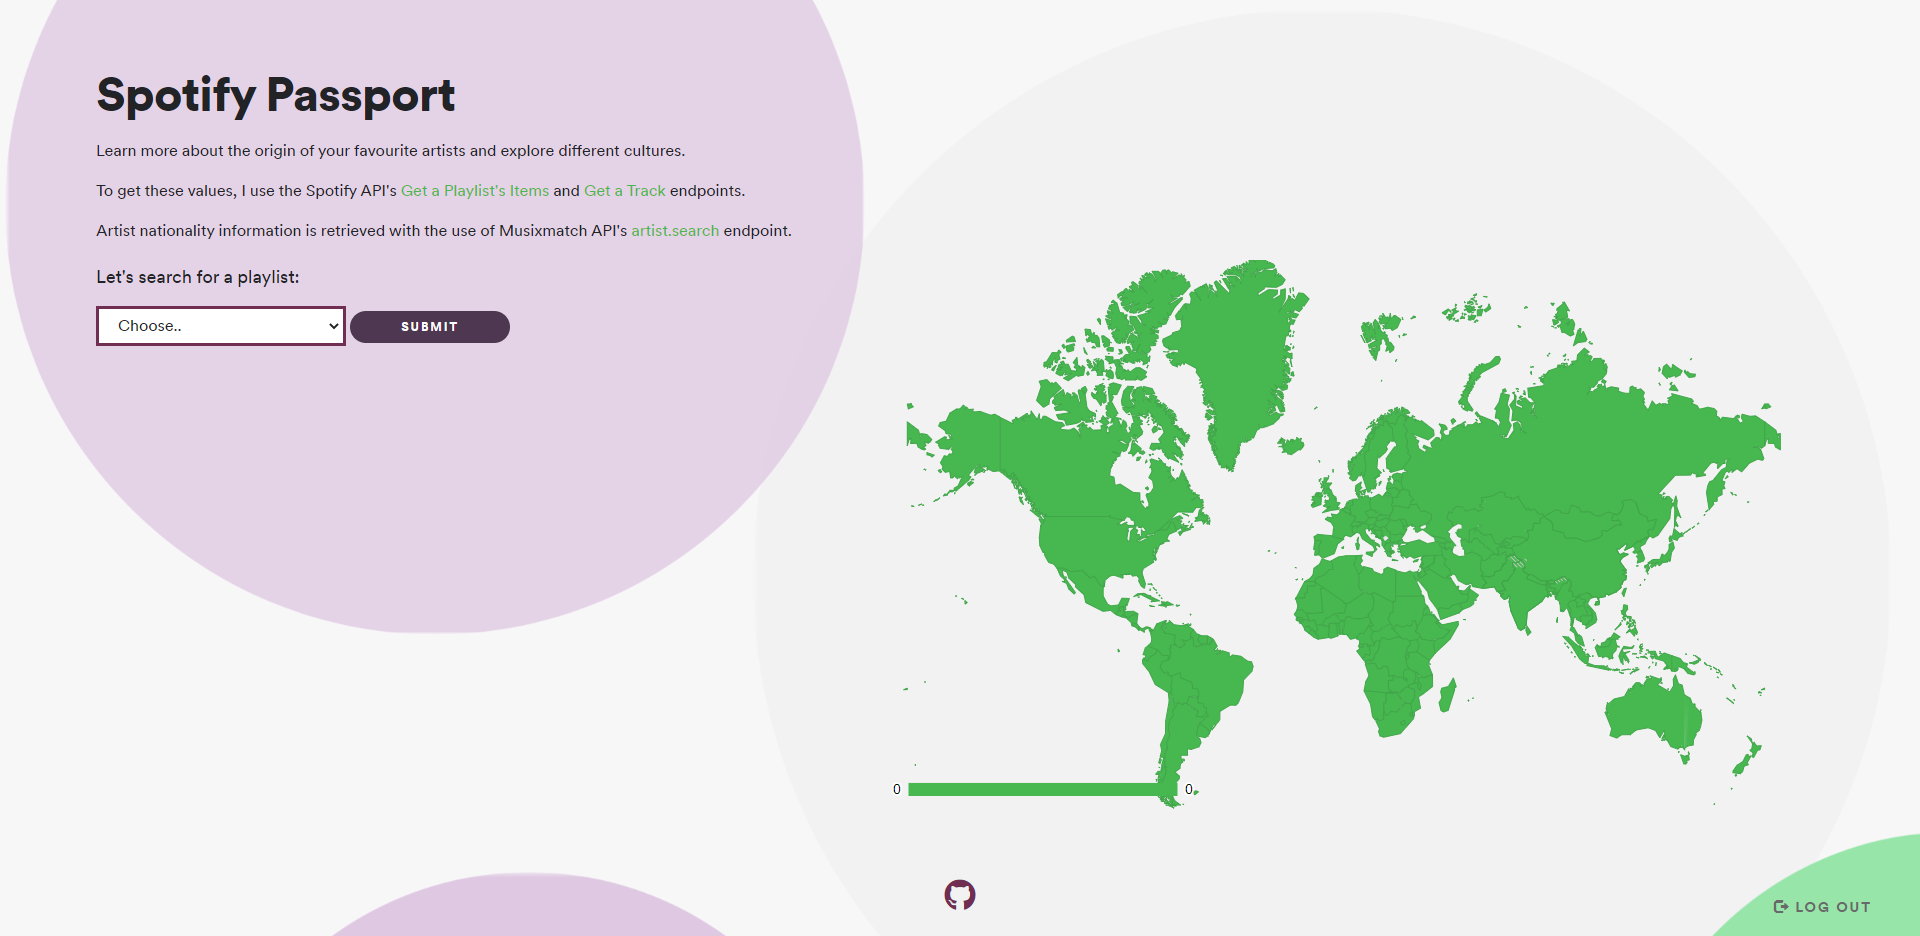 Spotify Passport
Learn more about the origin of your favourite artists and explore different cultures.
To get these values, I use the Spotify API's Get a Playlist's Items and Get a Track endpoints.
Artist nationality information is retrieved with the use of Musixmatch API's artist.search endpoint.
Let's search for a playlist:
Choose..
SUBMIT
0
0
LOG OUT